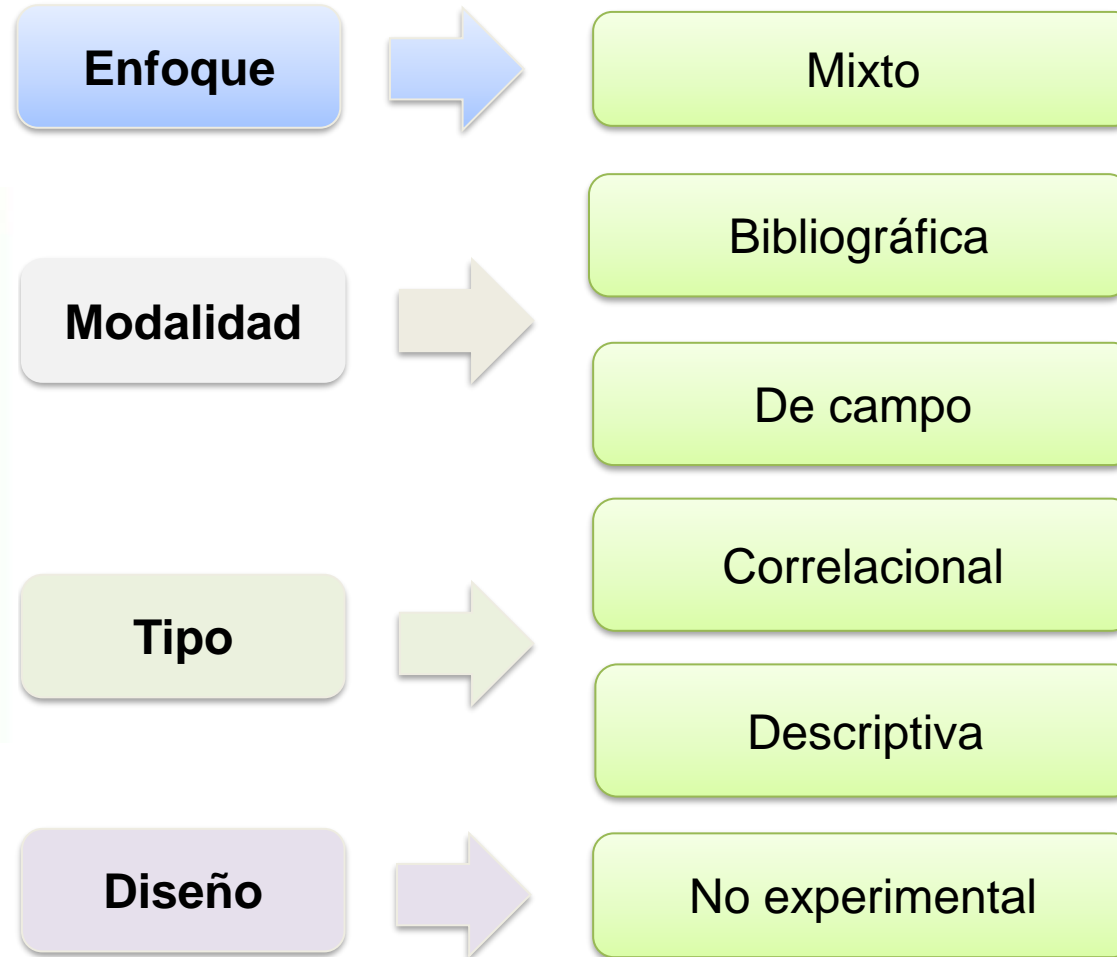 Enfoque
Mixto
Modalidad
Bibliográfica
De campo
Tipo
Correlacional
Descriptiva
Diseño
No experimental